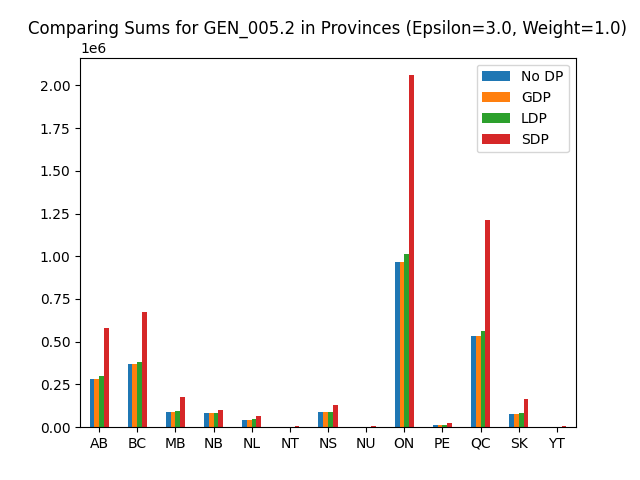 Comparing Sums for GEN_005.2 in Provinces (Epsilon=3.0, Weight=1.0)
1e6
No DP
GDP
LDP
SDP
2.00
1.75
1.50
1.25
1.00
0.75
0.50
0.25
0.00
AB BC MB NB NL NT NS NU ON PE QC SK YT